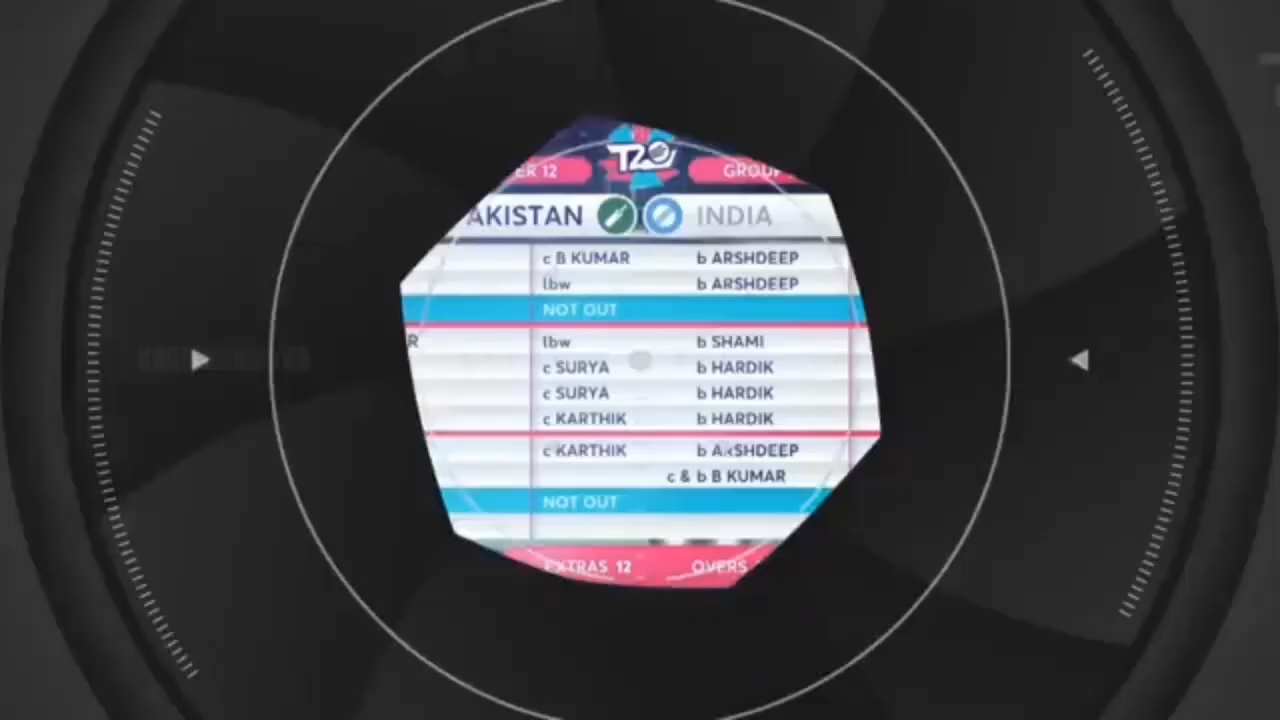 T20
ER 12 GROUP
AKISTAN INDIA
c B KUMAR b ARSHDEEP
lbw b ARSHDEEP
NOT OUT
R lbw b SHAMI
c SURYA b HARDIK
c SURYA b HARDIK
c KARTHIK b HARDIK
c KARTHIK b ARSHDEEP
c & b B KUMAR
NOT OUT
EXTRAS 12 OVERS